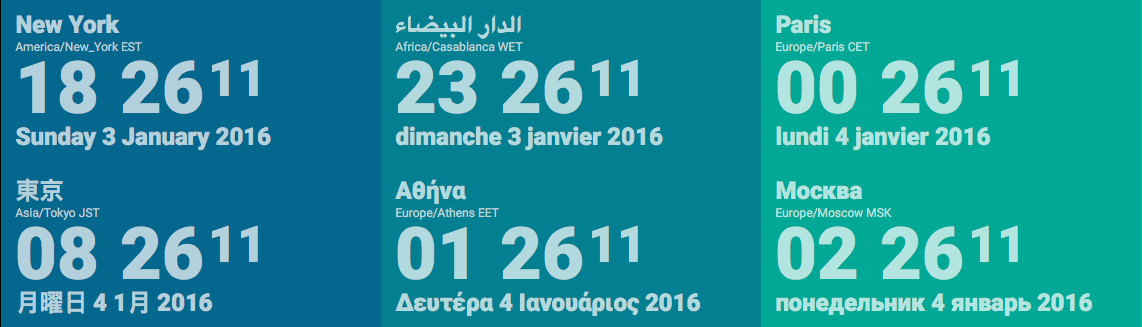 New York
America/New_York EST
18 26 11
Sunday 3 January 2016
الدار البيضاء
Africa/Casablanca WET
23 26 11
dimanche 3 janvier 2016
Paris
Europe/Paris CET
00 26 11
lundi 4 janvier 2016
東京
Asia/Tokyo JST
08 26 11
月曜日 4 1月 2016
Αθήνα
Europe/Athens EET
01 26 11
Δευτέρα 4 Ιανουάριος 2016
Москва
Europe/Moscow MSK
02 26 11
понедельник 4 январь 2016